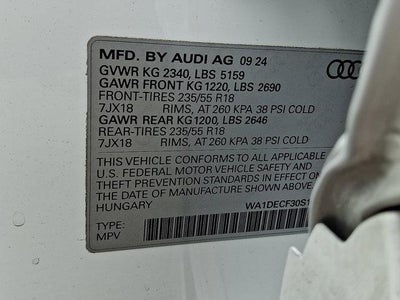 MFD. BY AUDI AG 09 24
GVWR KG 2340, LBS 5159
GAWR FRONT KG 1220, LBS 2690
FRONT-TIRES 235/55 R18
7JX18 RIMS, AT 260 KPA 38 PSI COLD
GAWR REAR KG1200, LBS 2646
REAR-TIRES 235/55 R18
7JX18 RIMS, AT 260 KPA 38 PSI COLD
THIS VEHICLE CONFORMS TO ALL APPLICABLE
U.S. FEDERAL MOTOR VEHICLE SAFETY AND
THEFT PREVENTION STANDARDS IN EFFECT ON
THE DATE OF MANUFACTURE SHOWN ABOVE.
HUNGARY WA1DECF30S1
TYPE:
MPV